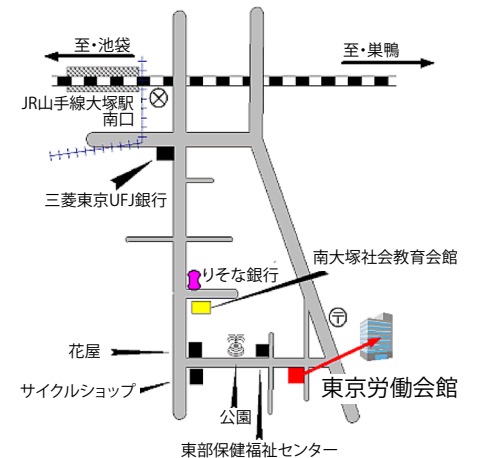 至・池袋
至・巣鴨
JR山手線大塚駅
南口
三菱東京UFJ銀行
南大塚社会教育会館
りそな銀行
〒
花屋
サイクルショップ
東京労働会館
公園
東部保健福祉センター